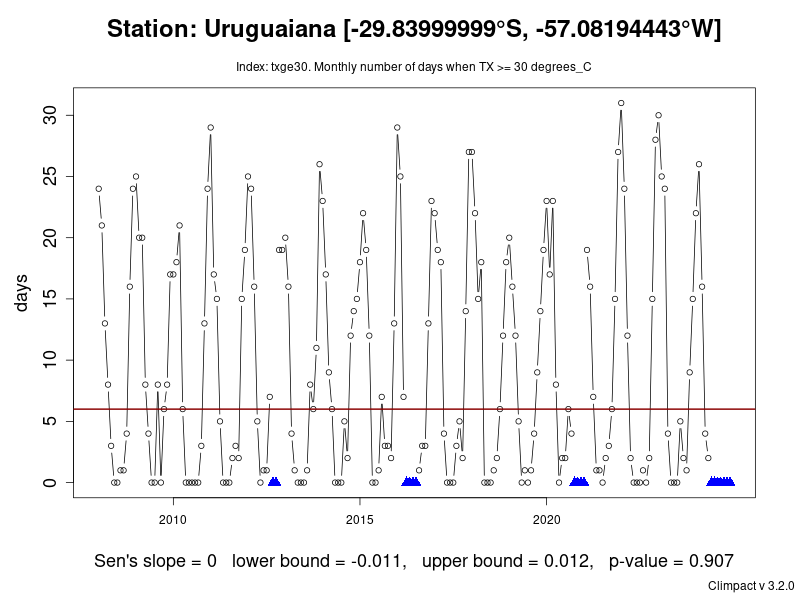 Station: Uruguaiana [-29.83999999°S, -57.08194443°W]
Index: txge30. Monthly number of days when TX >= 30 degrees_C
days
30
25
20
15
10
5
0
2010
2015
2020
Sen's slope = 0 lower bound = -0.011, upper bound = 0.012, p-value = 0.907
Climpact v 3.2.0